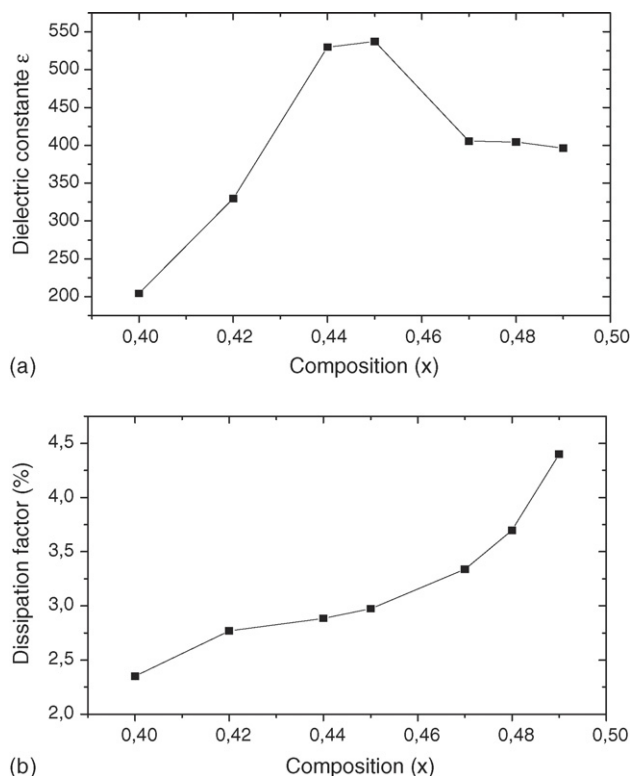 550
500
450
400
350
300
250
200
Dielectric constante ε
0,40 0,42 0,44 0,46 0,48 0,50
(a) Composition (x)
4,5
4,0
3,5
3,0
2,5
2,0
Dissipation factor (%)
0,40 0,42 0,44 0,46 0,48 0,50
(b) Composition (x)